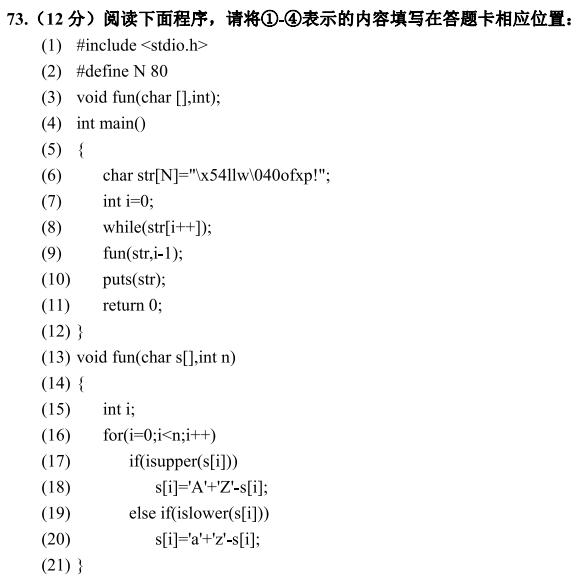 73.（12 分）阅读下面程序，请将①-④表示的内容填写在答题卡相应位置：
(1) #include <stdio.h>
(2) #define N 80
(3) void fun(char [],int);
(4) int main()
(5) {
(6) char str[N]="\x54llw\040ofxp!";
(7) int i=0;
(8) while(str[i++]);
(9) fun(str,i-1);
(10) puts(str);
(11) return 0;
(12) }
(13) void fun(char s[],int n)
(14) {
(15) int i;
(16) for(i=0;i<n;i++)
(17) if(isupper(s[i]))
(18) s[i]='A'+'Z'-s[i];
(19) else if(islower(s[i]))
(20) s[i]='a'+'z'-s[i];
(21) }